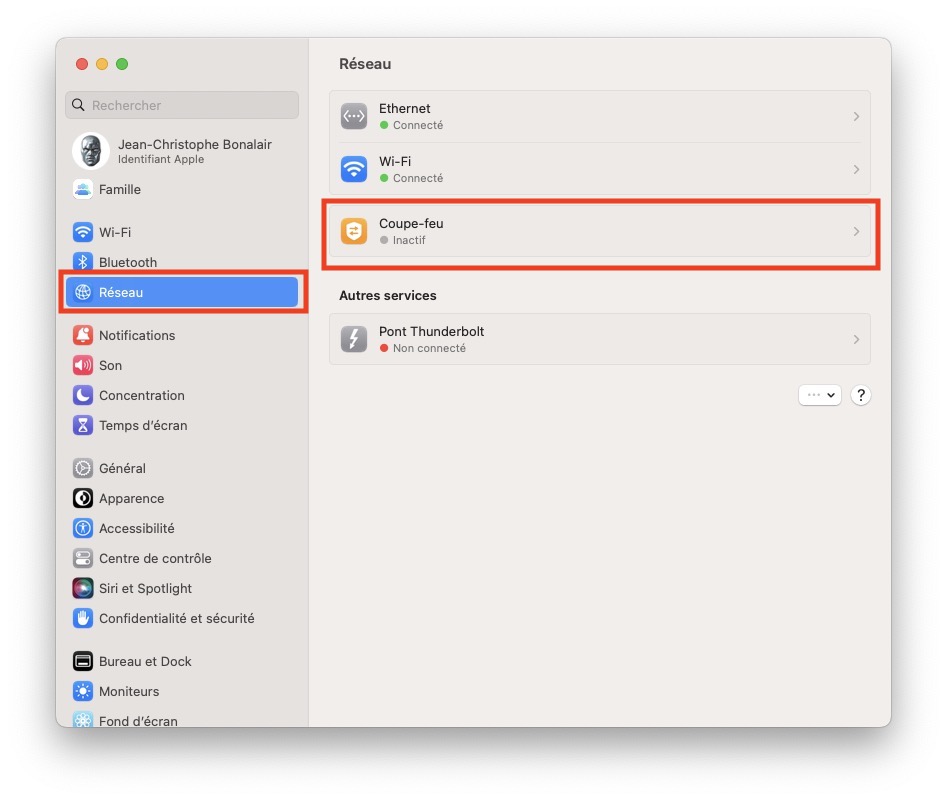 Rechercher
Jean-Christophe Bonalair
Identifiant Apple
Famille
Wi-Fi
Bluetooth
Réseau
Notifications
Son
Concentration
Temps d'écran
Général
Apparence
Accessibilité
Centre de contrôle
Siri et Spotlight
Confidentialité et sécurité
Bureau et Dock
Moniteurs
Fond d'écran
Réseau
Ethernet
Connecté
Wi-Fi
Connecté
Coupe-feu
Inactif
Autres services
Pont Thunderbolt
Non connecté
?